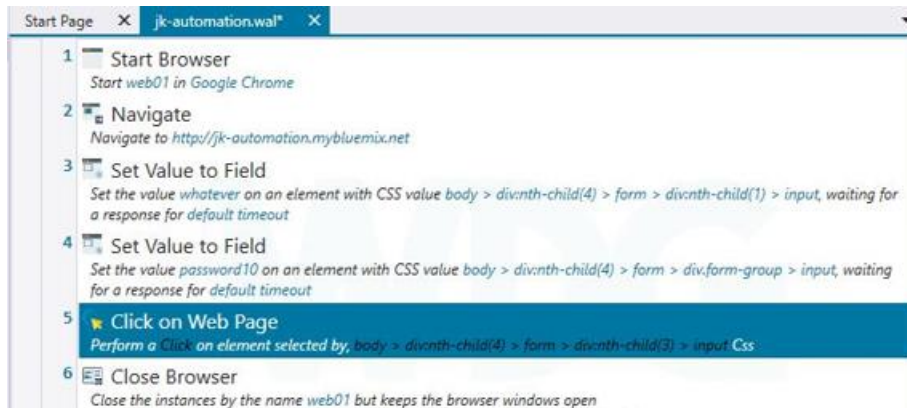 Start Page X jk-automation.wal* X
1 Start Browser
Start web01 in Google Chrome
2 Navigate
Navigate to http://jk-automation.mybluemix.net
3 Set Value to Field
Set the value whatever on an element with CSS value body > div:nth-child(4) > form > div:nth-child(1) > input, waiting for
a response for default timeout
4 Set Value to Field
Set the value password10 on an element with CSS value body > div:nth-child(4) > form > div.form-group > input, waiting
for a response for default timeout
5 Click on Web Page
Perform a Click on element selected by, body > div:nth-child(4) > form > div:nth-child(3) > input Css
6 Close Browser
Close the instances by the name web01 but keeps the browser windows open